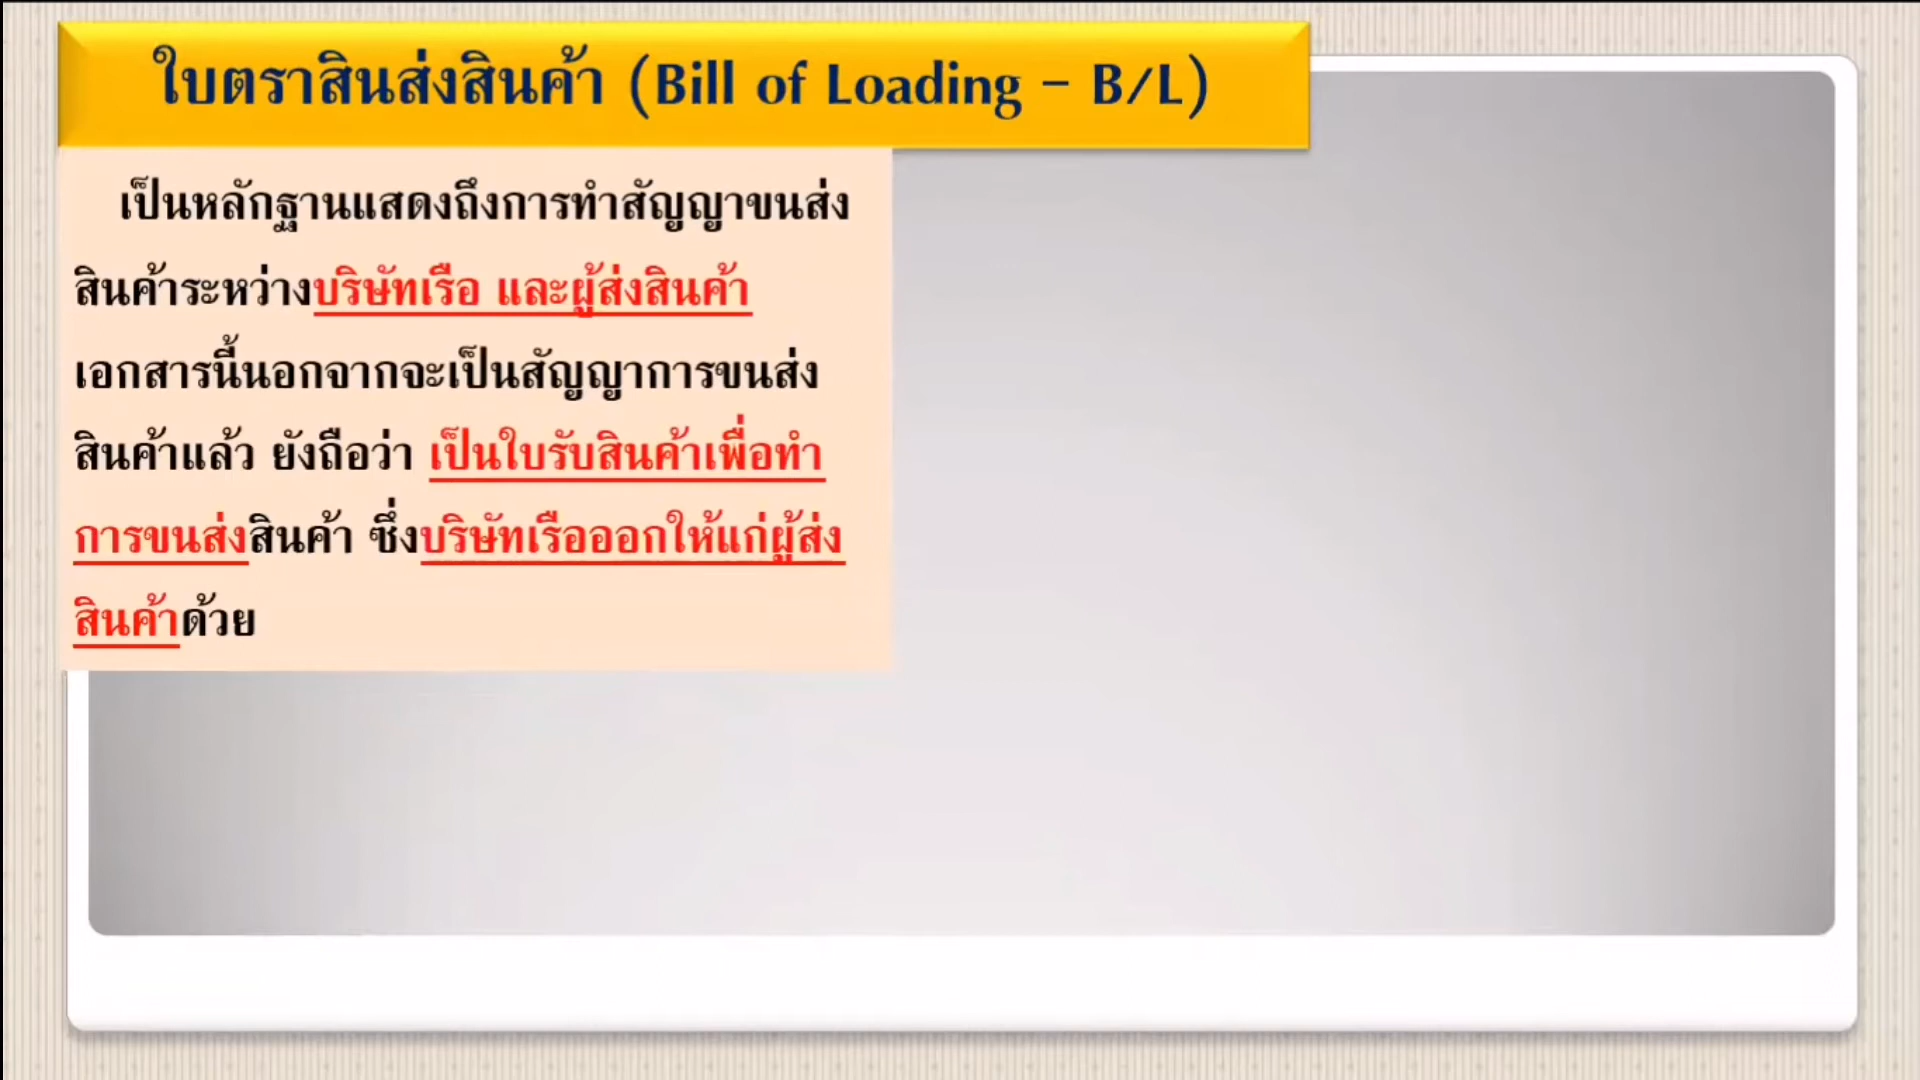 ใบตราสินส่งสินค้า (Bill of Loading - B/L)
เป็นหลักฐานแสดงถึงการทำสัญญาขนส่ง
สินค้าระหว่างบริษัทเรือ และผู้ส่งสินค้า
เอกสารนี้นอกจากจะเป็นสัญญาการขนส่ง
สินค้าแล้ว ยังถือว่า เป็นใบรับสินค้าเพื่อทำ
การขนส่งสินค้า ซึ่งบริษัทเรือออกให้แก่ผู้ส่ง
สินค้าด้วย